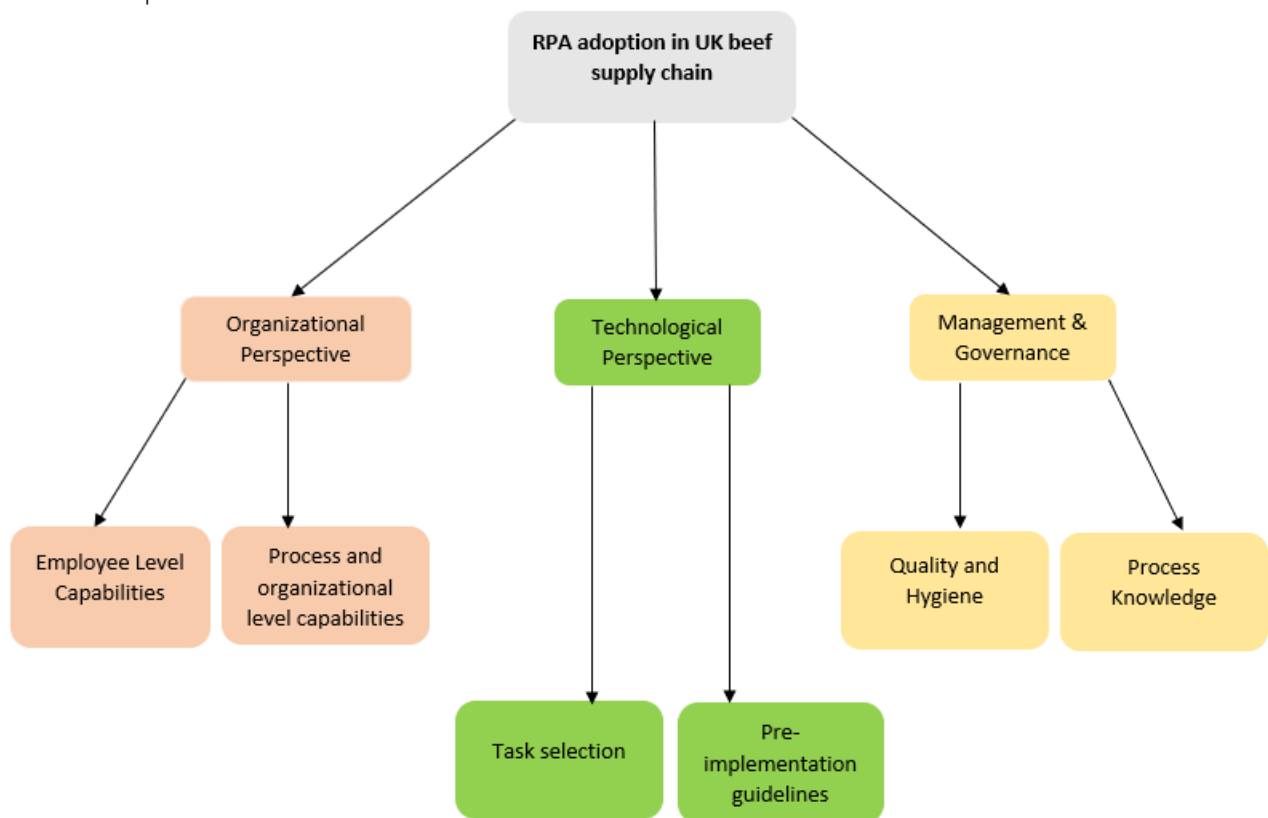 RPA adoption in UK beef
supply chain
Organizational
Perspective
Technological
Perspective
Management &
Governance
Employee Level
Capabilities
Process and
organizational
level capabilities
Quality and
Hygiene
Process
Knowledge
Task selection
Pre-
implementation
guidelines